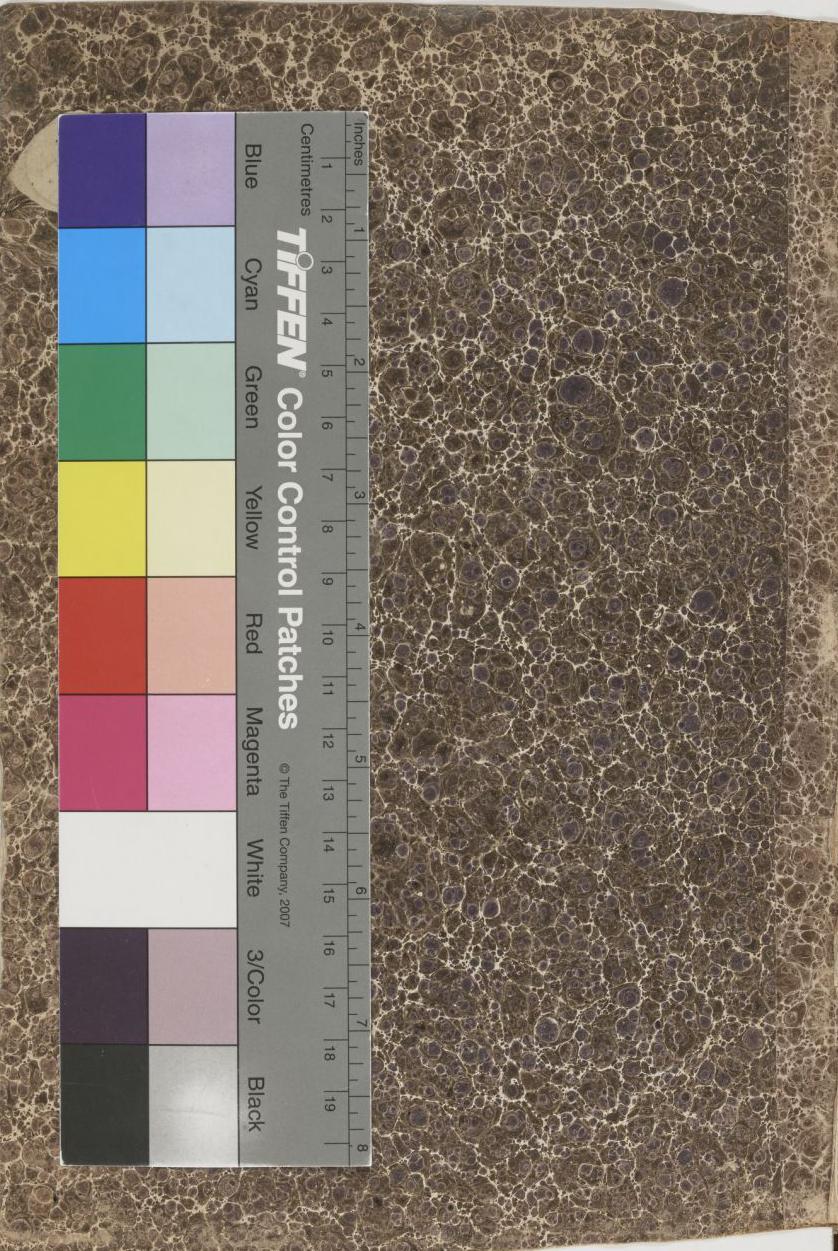 Inches
1 2 3 4 5 6 7 8
Centimetres
1 2 3 4 5 6 7 8 9 10 11 12 13 14 15 16 17 18 19
TIFFEN® Color Control Patches © The Tiffen Company, 2007
Blue Cyan Green Yellow Red Magenta White 3/Color Black